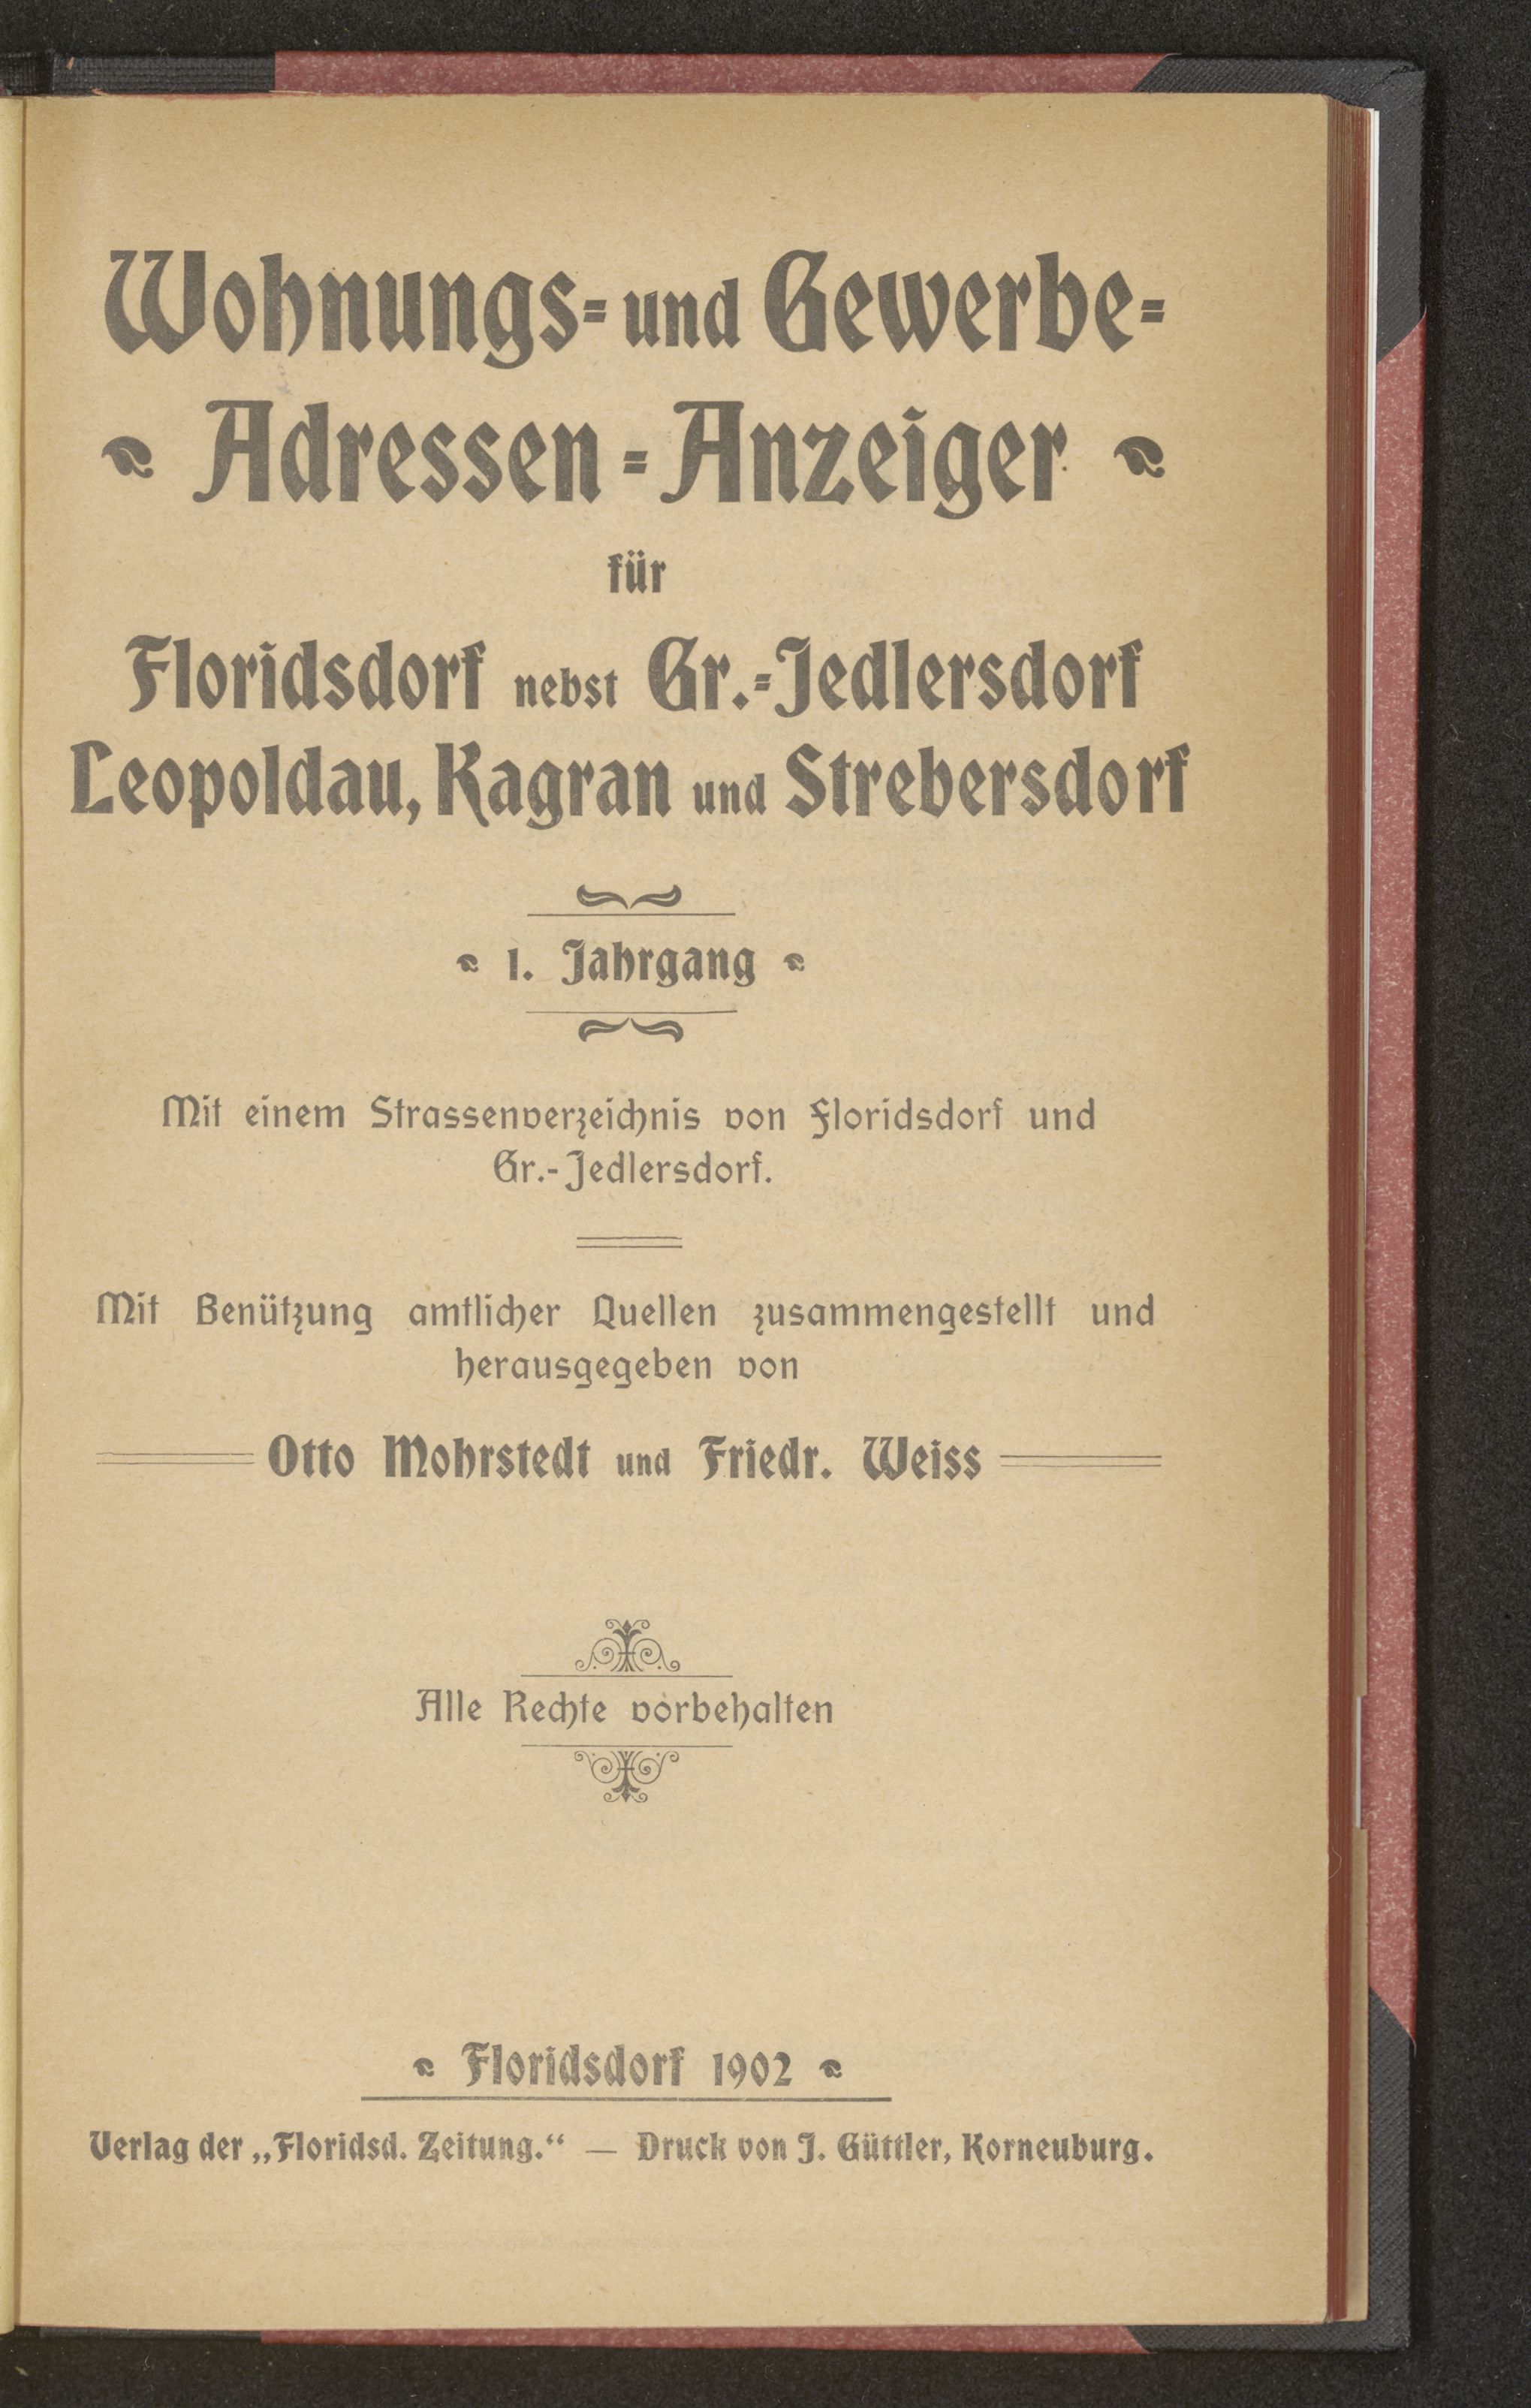 Wohnungs- und Gewerbe-
Adressen-Anzeiger
für
Floridsdorf nebst Gr.-Jedlersdorf
Leopoldau, Kagran und Strebersdorf
1. Jahrgang
Mit einem Strassenverzeichnis von Floridsdorf und
Gr.-Jedlersdorf.
Mit Benützung amtlicher Quellen zusammengestellt und
herausgegeben von
Otto Mohrstedt und Friedr. Weiss
Alle Rechte vorbehalten
Floridsdorf 1902
Verlag der „Floridsd. Zeitung.“ — Druck von J. Güttler, Korneuburg.